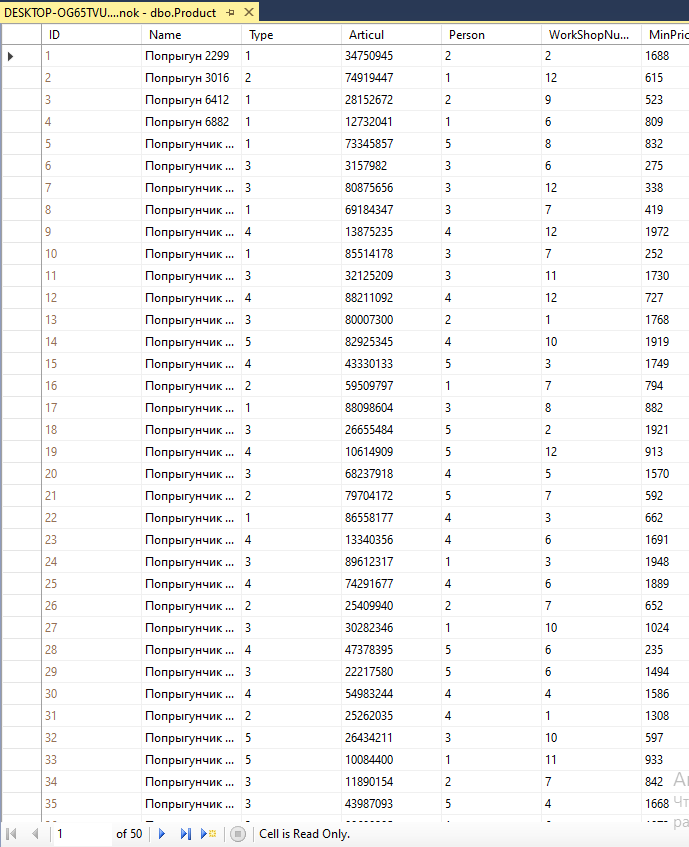 DESKTOP-OG65TVU....nok - dbo.Product
ID Name Type Articul Person WorkShopNu... MinPric
1 Попрыгун 2299 1 34750945 2 2 1688
2 Попрыгун 3016 2 74919447 1 12 615
3 Попрыгун 6412 1 28152672 2 9 523
4 Попрыгун 6882 1 12732041 1 6 809
5 Попрыгунчик ... 1 73345857 5 8 832
6 Попрыгунчик ... 3 3157982 3 6 275
7 Попрыгунчик ... 3 80875656 3 12 338
8 Попрыгунчик ... 1 69184347 3 7 419
9 Попрыгунчик ... 4 13875235 4 12 1972
10 Попрыгунчик ... 1 85514178 3 7 252
11 Попрыгунчик ... 3 32125209 3 11 1730
12 Попрыгунчик ... 4 88211092 4 12 727
13 Попрыгунчик ... 3 80007300 2 1 1768
14 Попрыгунчик ... 5 82925345 4 10 1919
15 Попрыгунчик ... 4 43330133 5 3 1749
16 Попрыгунчик ... 2 59509797 1 7 794
17 Попрыгунчик ... 1 88098604 3 8 882
18 Попрыгунчик ... 3 26655484 5 2 1921
19 Попрыгунчик ... 4 10614909 5 12 913
20 Попрыгунчик ... 3 68237918 4 5 1570
21 Попрыгунчик ... 2 79704172 5 7 592
22 Попрыгунчик ... 1 86558177 4 3 662
23 Попрыгунчик ... 4 13340356 4 6 1691
24 Попрыгунчик ... 3 89612317 1 3 1948
25 Попрыгунчик ... 4 74291677 4 6 1889
26 Попрыгунчик ... 2 25409940 2 7 652
27 Попрыгунчик ... 3 30282346 1 10 1024
28 Попрыгунчик ... 4 47378395 5 6 235
29 Попрыгунчик ... 3 22217580 5 6 1494
30 Попрыгунчик ... 4 54983244 4 4 1586
31 Попрыгунчик ... 2 25262035 4 1 1308
32 Попрыгунчик ... 5 26434211 3 10 597
33 Попрыгунчик ... 5 10084400 1 11 933
34 Попрыгунчик ... 3 11890154 2 7 842
35 Попрыгунчик ... 3 43987093 5 4 1668
1 of 50 Cell is Read Only.